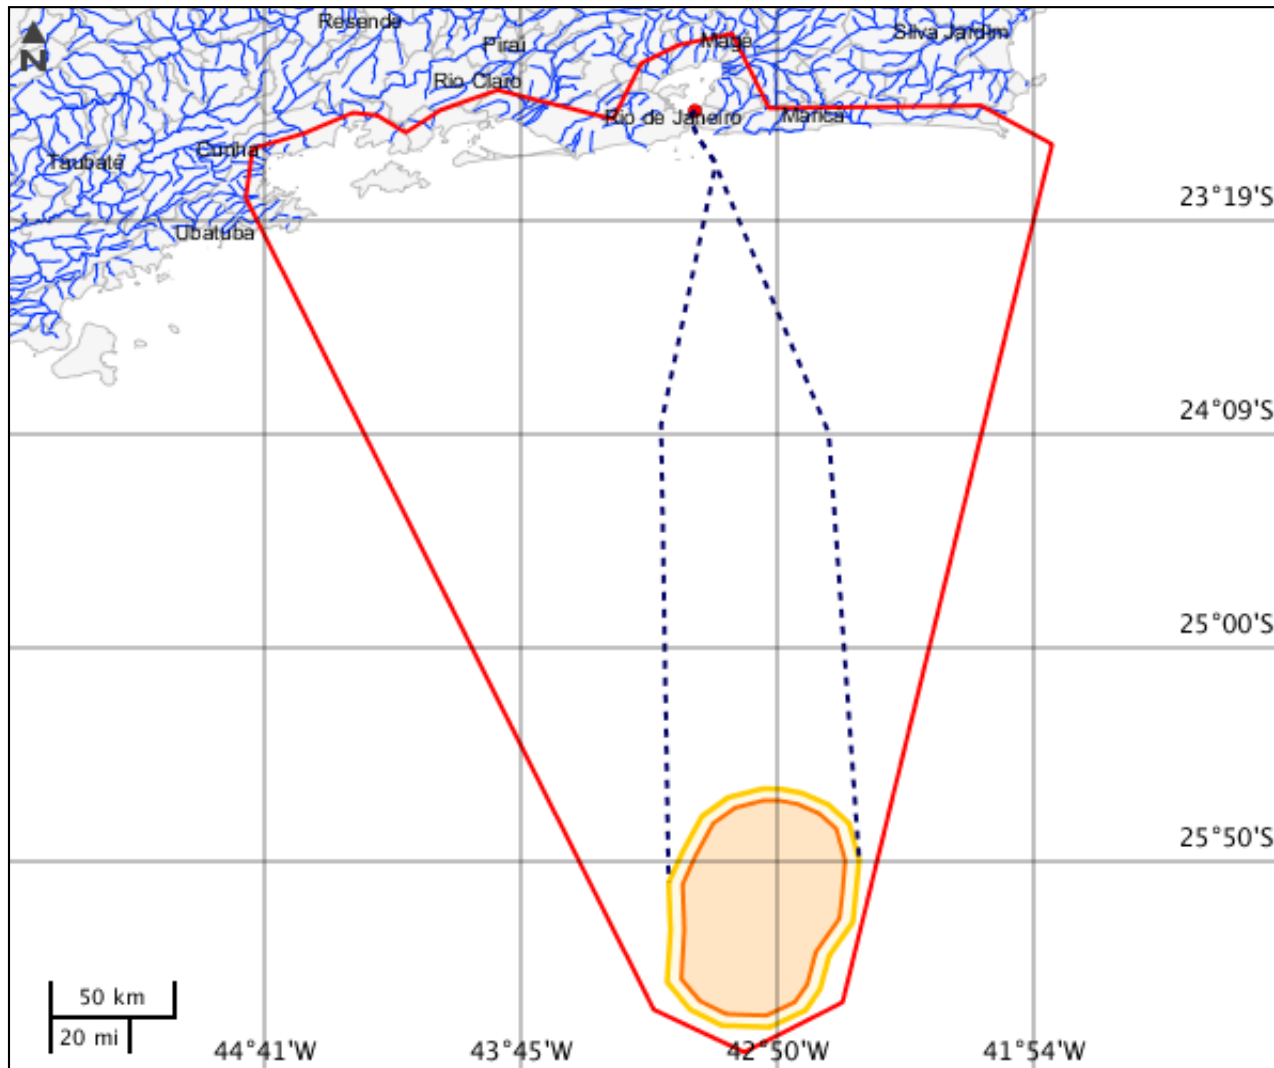 N
Resende
Piraí
Magé
Silva Jardim
Rio Claro
Rio de Janeiro
Maricá
Cunha
Taubaté
Ubatuba
23°19'S
24°09'S
25°00'S
25°50'S
50 km
20 mi
44°41'W
43°45'W
42°50'W
41°54'W